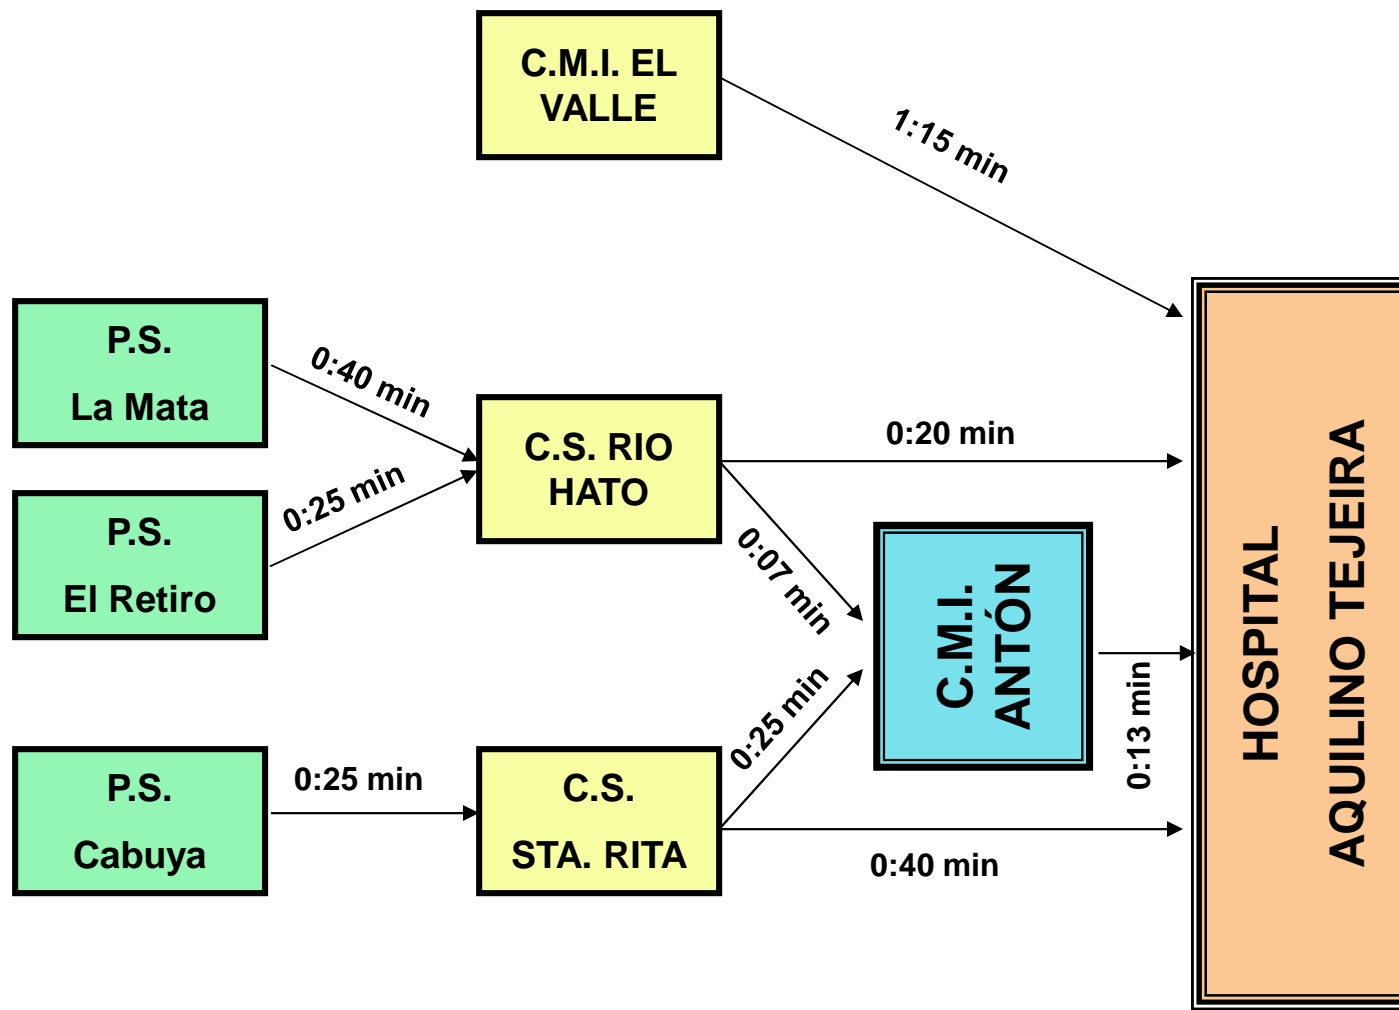 C.M.I. EL
VALLE
1:15 min
P.S.
La Mata
0:40 min
P.S.
El Retiro
0:25 min
C.S. RIO
HATO
0:20 min
0:07 min
C.M.I.
ANTÓN
0:13 min
P.S.
Cabuya
0:25 min
C.S.
STA. RITA
0:25 min
0:40 min
HOSPITAL
AQUILINO TEJEIRA